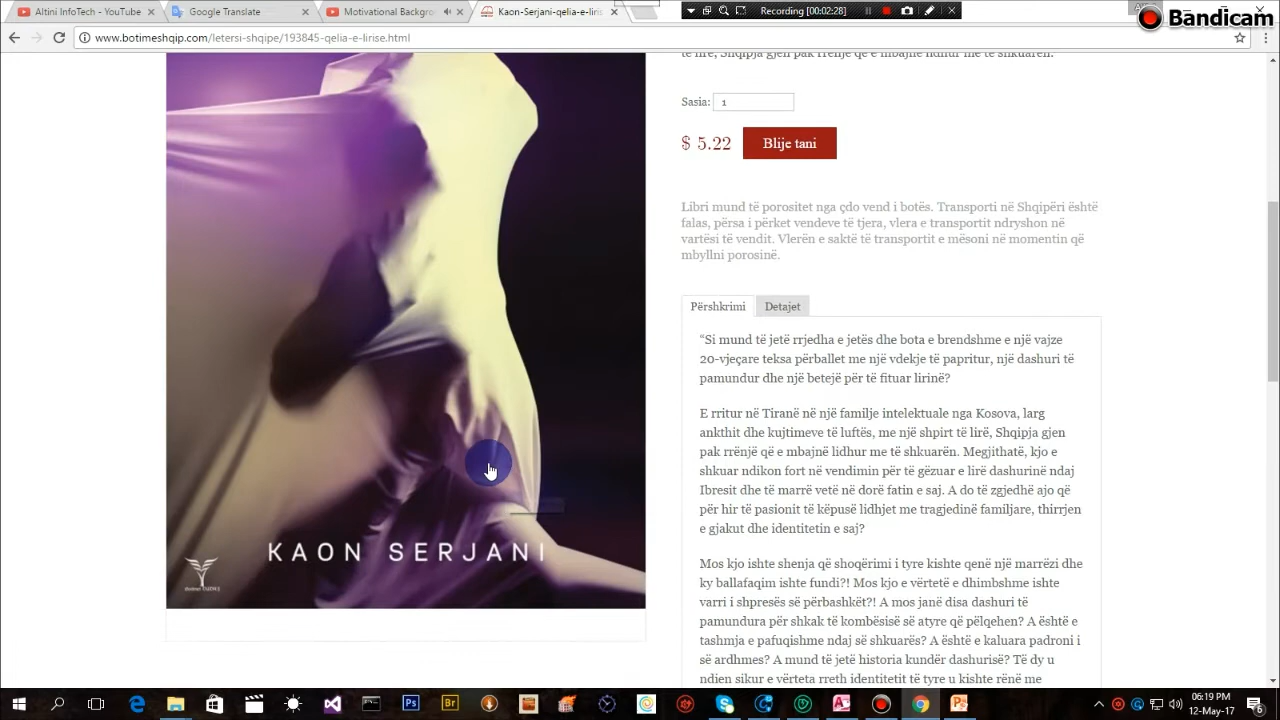 Altini InfoTech - YouTube
Google Translate
Motivational Backgro
Kaon-Serjani-qelia-e-liri
Recording [00:02:28]
Bandicam
www.botimeshqip.com/letersi-shqipe/193845-qelia-e-lirise.html
të lirë, Shqipja gjen pak rrënjë që e mbajnë lidhur me të shkuarën.
Sasia: 1
$ 5.22 Blije tani
Libri mund të porositet nga çdo vend i botës. Transporti në Shqipëri është
falas, përsa i përket vendeve të tjera, vlera e transportit ndryshon në
vartësi të vendit. Vlerën e saktë të transportit e mësoni në momentin që
mbyllni porosinë.
Përshkrimi Detajet
“Si mund të jetë rrjedha e jetës dhe bota e brendshme e një vajze
20-vjeçare teksa përballet me një vdekje të papritur, një dashuri të
pamundur dhe një betejë për të fituar lirinë?
E rritur në Tiranë në një familje intelektuale nga Kosova, larg
ankthit dhe kujtimeve të luftës, me një shpirt të lirë, Shqipja gjen
pak rrënjë që e mbajnë lidhur me të shkuarën. Megjithatë, kjo e
shkuar ndikon fort në vendimin për të gëzuar e lirë dashurinë ndaj
Ibresit dhe të marrë vetë në dorë fatin e saj. A do të zgjedhë ajo që
për hir të pasionit të këpusë lidhjet me tragjedinë familjare, thirrjen
e gjakut dhe identitetin e saj?
Mos kjo ishte shenja që shoqërimi i tyre kishte qenë një marrëzi dhe
ky ballafaqim ishte fundi?! Mos kjo e vërtetë e dhimbshme ishte
varri i shpresës së përbashkët?! A mos janë disa dashuri të
pamundura për shkak të kombësisë së atyre që pëlqehen? A është e
tashmja e pafuqishme ndaj së shkuarës? A është e kaluara padroni i
së ardhmes? A mund të jetë historia kundër dashurisë? Të dy u
ndien sikur e vërteta rreth identitetit të tyre u kishte rënë me
KAON SERJANI
06:19 PM
12-May-17